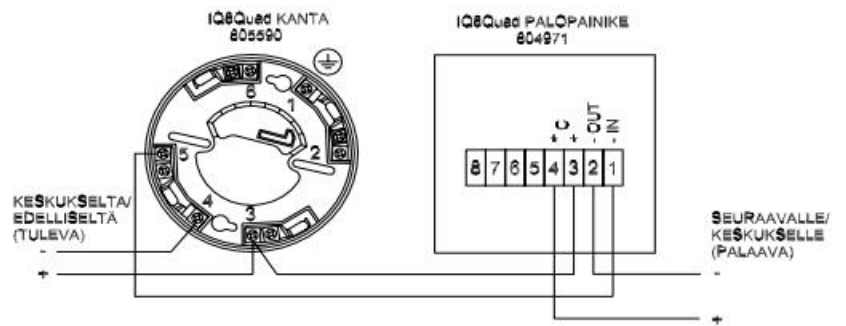 IQ8Quad KANTA
805590
6
1
5
2
4
3
IQ8Quad PALOPAINIKE
804971
+ C +
- OUT
- IN
8 7 6 5 4 3 2 1
KESKUKSELTA/
EDELLISELTÄ
(TULEVA)
-
+
SEURAAVALLE/
KESKUKSELLE
(PALAAVA)
-
+